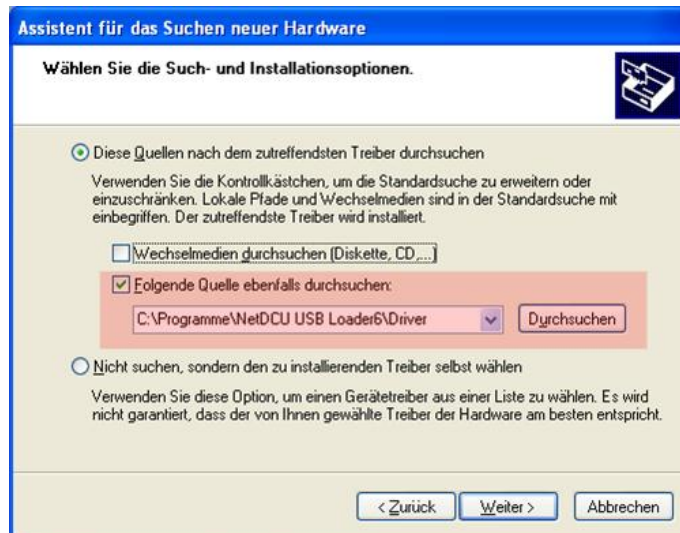 Assistent für das Suchen neuer Hardware
Wählen Sie die Such- und Installationsoptionen.
Diese Quellen nach dem zutreffendsten Treiber durchsuchen
Verwenden Sie die Kontrollkästchen, um die Standardsuche zu erweitern oder
einzuschränken. Lokale Pfade und Wechselmedien sind in der Standardsuche mit
einbegriffen. Der zutreffendste Treiber wird installiert.
Wechselmedien durchsuchen (Diskette, CD,...)
Folgende Quelle ebenfalls durchsuchen:
C:\Programme\NetDCU USB Loader6\Driver
Durchsuchen
Nicht suchen, sondern den zu installierenden Treiber selbst wählen
Verwenden Sie diese Option, um einen Gerätetreiber aus einer Liste zu wählen. Es wird
nicht garantiert, dass der von Ihnen gewählte Treiber der Hardware am besten entspricht.
< Zurück Weiter > Abbrechen